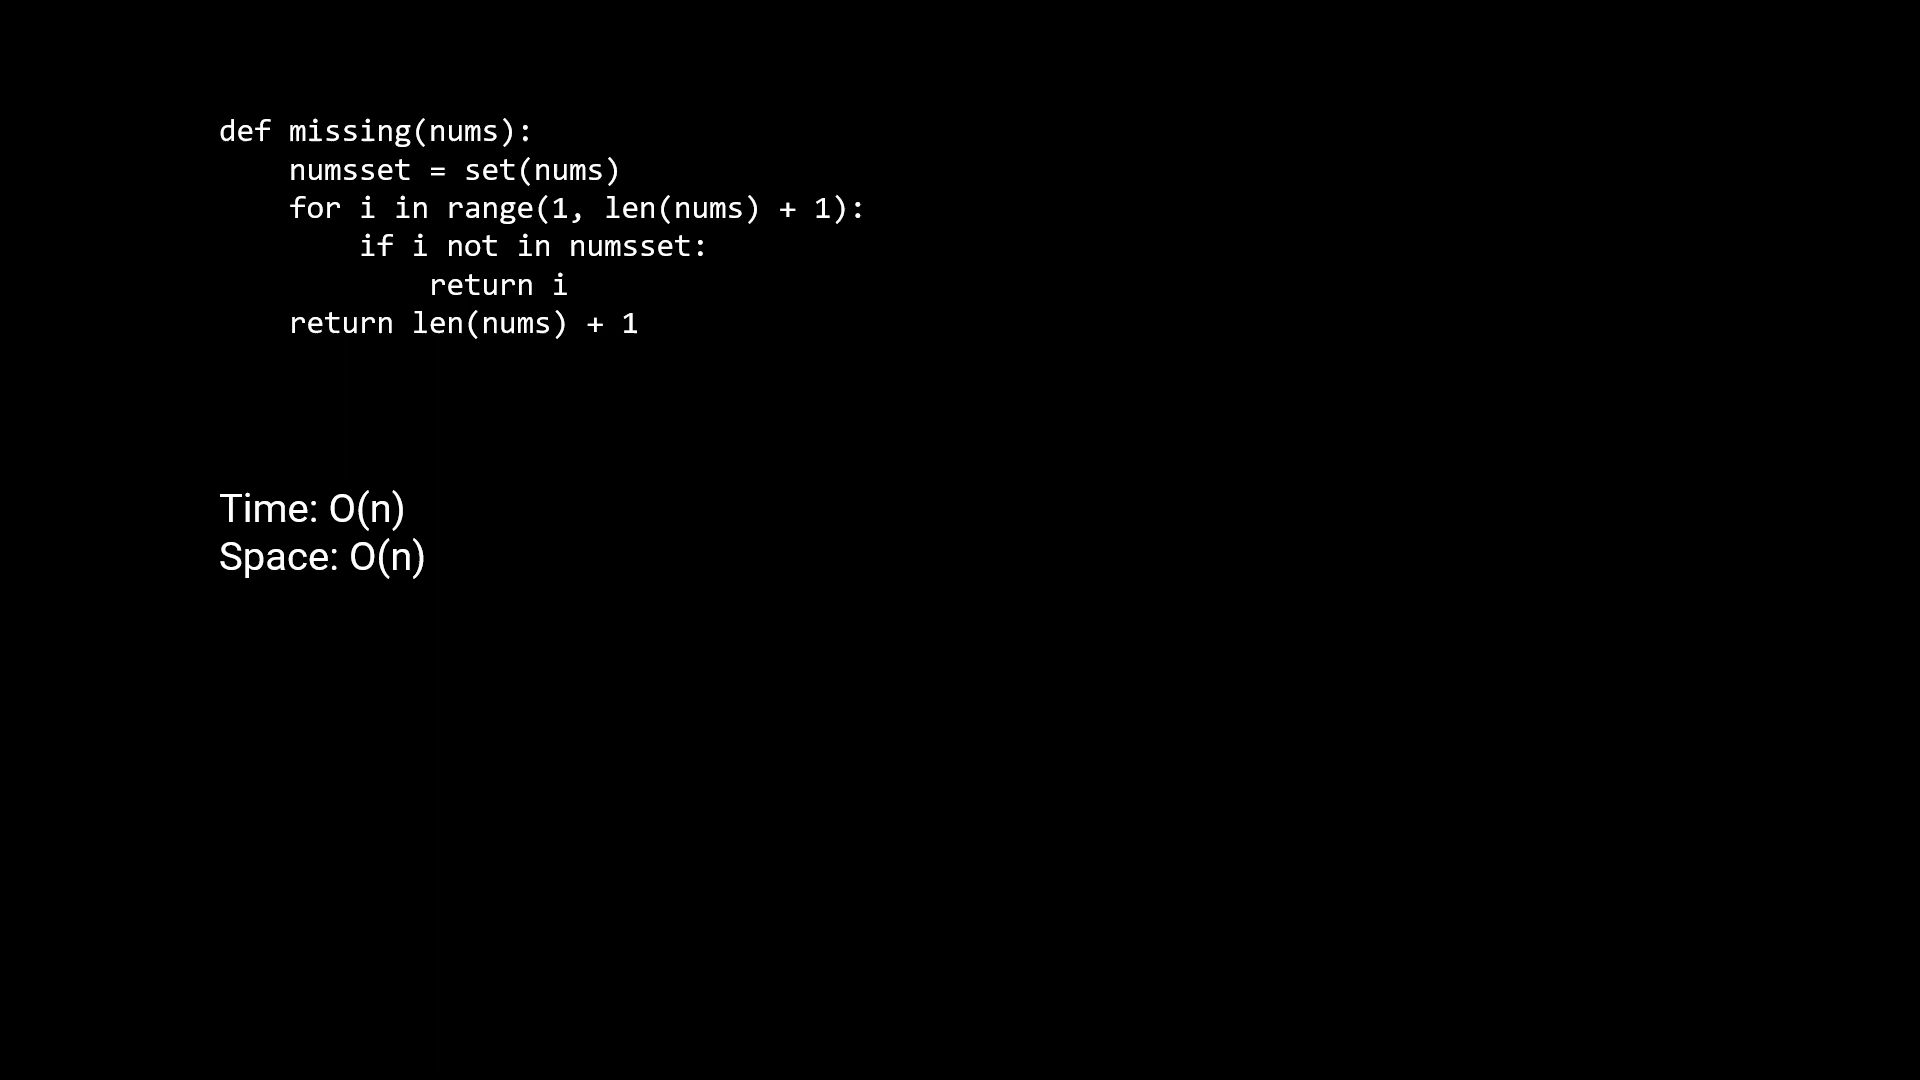 def missing(nums):
    numsset = set(nums)
    for i in range(1, len(nums) + 1):
        if i not in numsset:
            return i
    return len(nums) + 1
Time: O(n)
Space: O(n)